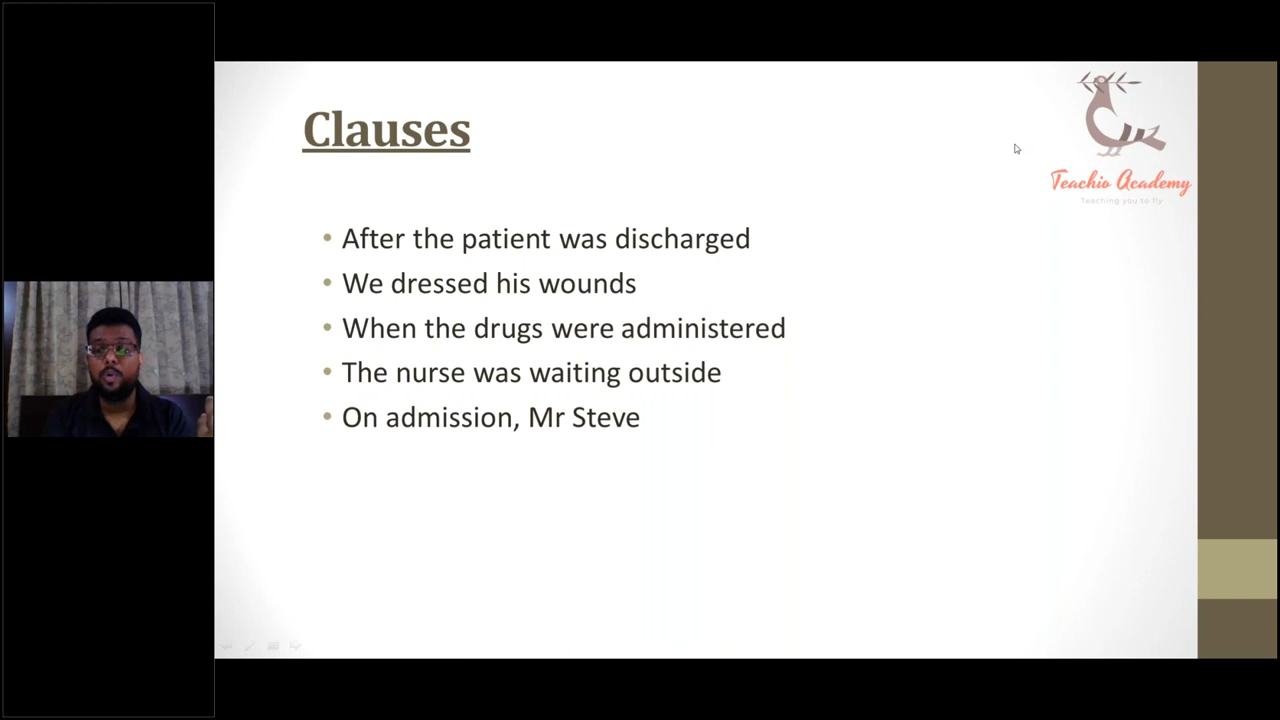 Clauses
Teachio Academy
Teaching you to fly
• After the patient was discharged
• We dressed his wounds
• When the drugs were administered
• The nurse was waiting outside
• On admission, Mr Steve